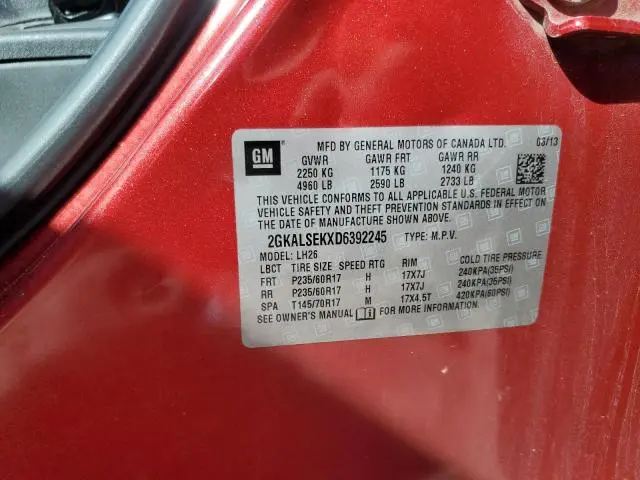 GM
MFD BY GENERAL MOTORS OF CANADA LTD. 03/13
GVWR GAWR FRT GAWR RR
2250 KG 1175 KG 1240 KG
4960 LB 2590 LB 2733 LB
THIS VEHICLE CONFORMS TO ALL APPLICABLE U.S. FEDERAL MOTOR
VEHICLE SAFETY AND THEFT PREVENTION STANDARDS IN EFFECT ON
THE DATE OF MANUFACTURE SHOWN ABOVE.
2GKALSEKXD6392245 TYPE: M.P.V.
MODEL: LH26
LBCT TIRE SIZE SPEED RTG RIM COLD TIRE PRESSURE
FRT P235/60R17 H 17X7J 240KPA(35PSI)
RR P235/60R17 H 17X7J 240KPA(35PSI)
SPA T145/70R17 M 17X4.5T 420KPA(60PSI)
SEE OWNER'S MANUAL FOR MORE INFORMATION